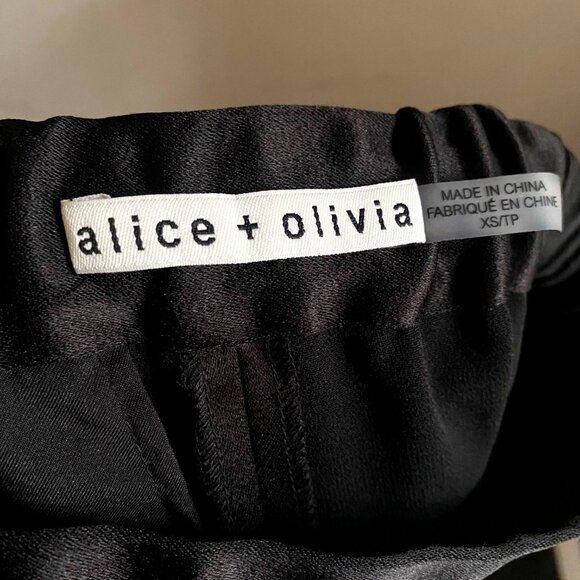 alice + olivia
MADE IN CHINA
FABRIQUÉ EN CHINE
XS/TP